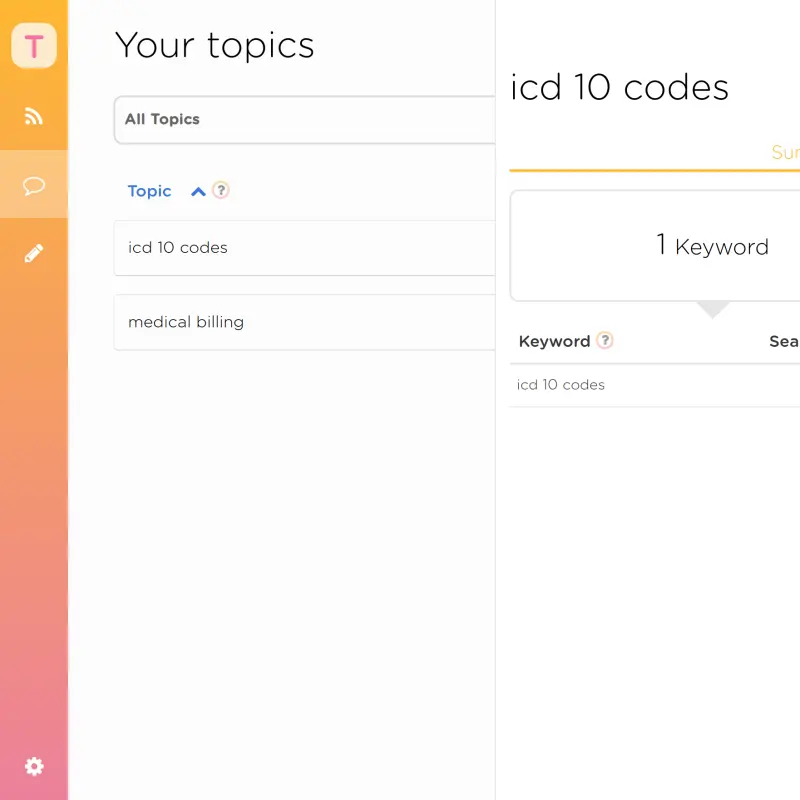 T
Your topics
All Topics
Topic ?
icd 10 codes
medical billing
icd 10 codes
Sur
1 Keyword
Keyword ? Sea
icd 10 codes